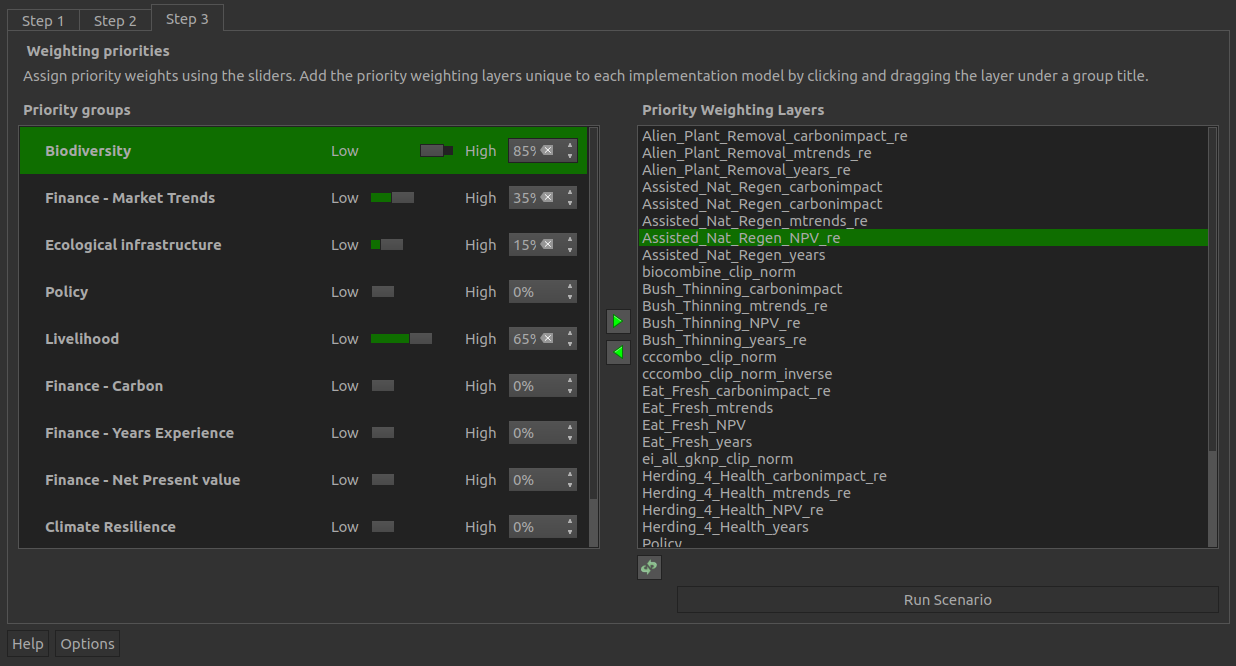 Step 1 Step 2 Step 3
Weighting priorities
Assign priority weights using the sliders. Add the priority weighting layers unique to each implementation model by clicking and dragging the layer under a group title.
Priority groups
Biodiversity Low High 85%
Finance - Market Trends Low High 35%
Ecological infrastructure Low High 15%
Policy Low High 0%
Livelihood Low High 65%
Finance - Carbon Low High 0%
Finance - Years Experience Low High 0%
Finance - Net Present value Low High 0%
Climate Resilience Low High 0%
Priority Weighting Layers
Alien_Plant_Removal_carbonimpact_re
Alien_Plant_Removal_mtrends_re
Alien_Plant_Removal_years_re
Assisted_Nat_Regen_carbonimpact
Assisted_Nat_Regen_carbonimpact
Assisted_Nat_Regen_mtrends_re
Assisted_Nat_Regen_NPV_re
Assisted_Nat_Regen_years
biocombine_clip_norm
Bush_Thinning_carbonimpact
Bush_Thinning_mtrends_re
Bush_Thinning_NPV_re
Bush_Thinning_years_re
cccombo_clip_norm
cccombo_clip_norm_inverse
Eat_Fresh_carbonimpact_re
Eat_Fresh_mtrends
Eat_Fresh_NPV
Eat_Fresh_years
ei_all_gknp_clip_norm
Herding_4_Health_carbonimpact_re
Herding_4_Health_mtrends_re
Herding_4_Health_NPV_re
Herding_4_Health_years
Policy
Run Scenario
Help Options